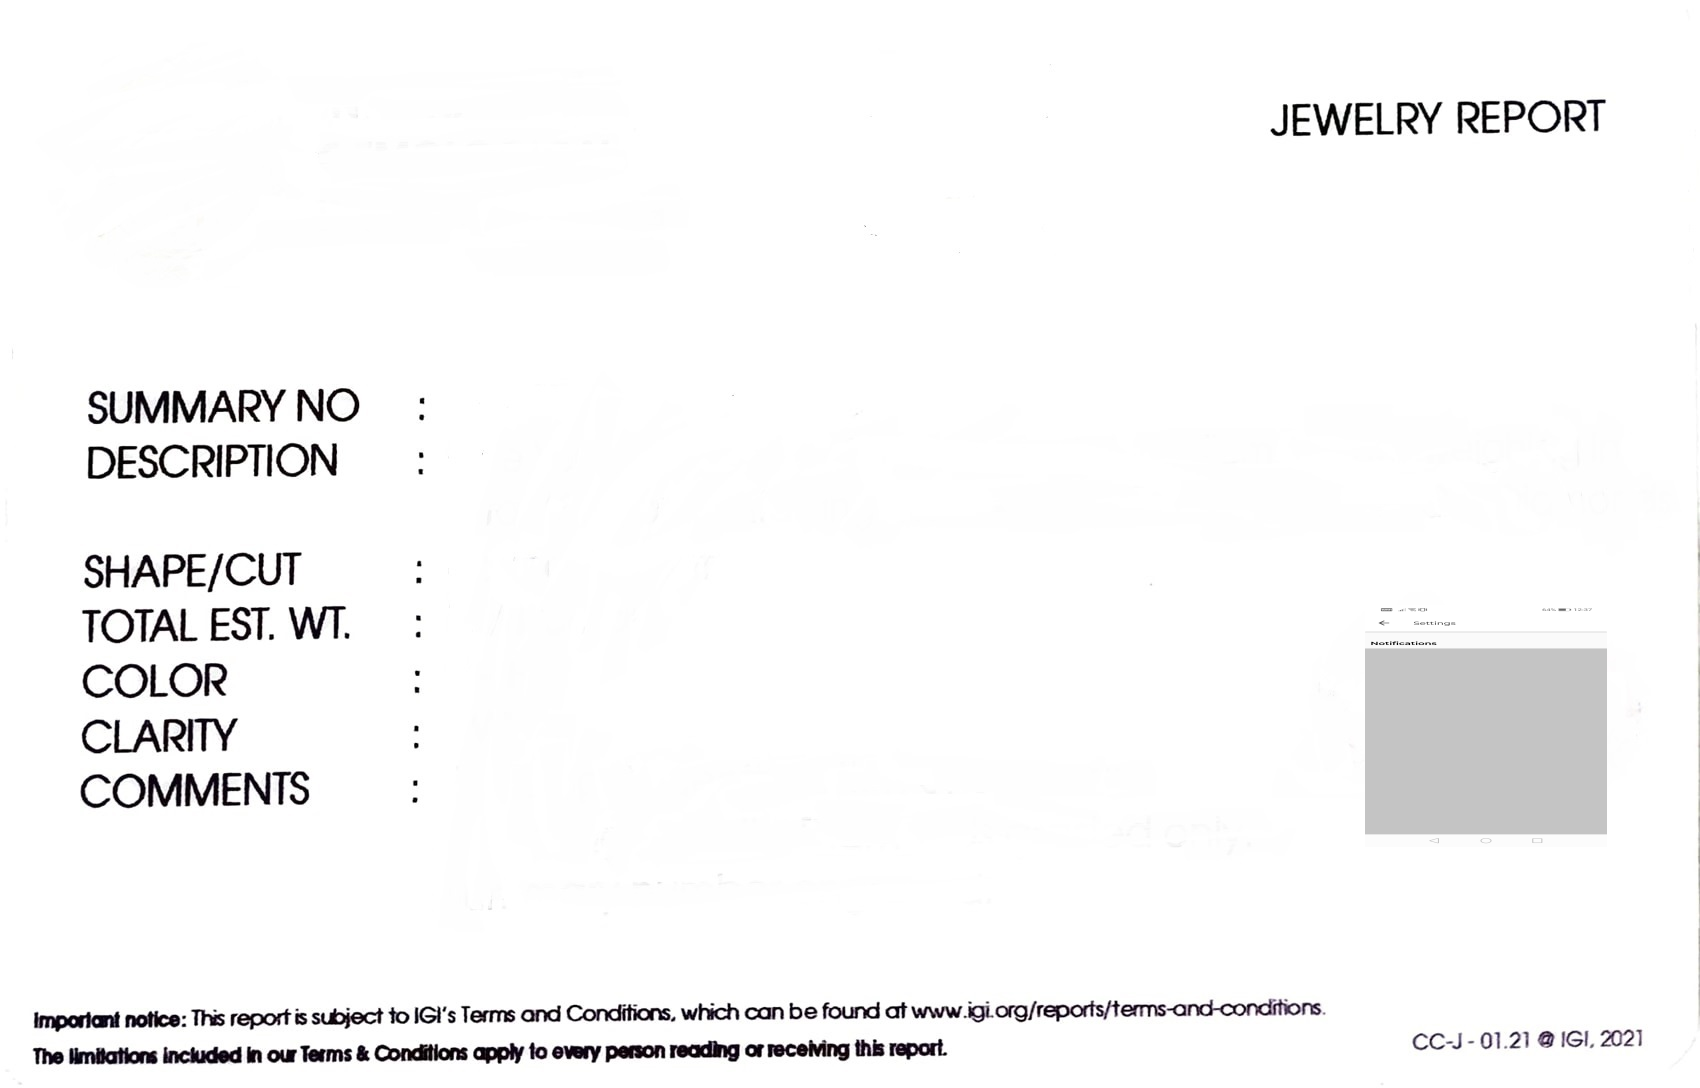 JEWELRY REPORT
SUMMARY NO :
DESCRIPTION :
SHAPE/CUT :
TOTAL EST. WT. :
COLOR :
CLARITY :
COMMENTS :
64% 12:37
Settings
Notifications
Important notice: This report is subject to IGI's Terms and Conditions, which can be found at www.igi.org/reports/terms-and-conditions.
The limitations included in our Terms & Conditions apply to every person reading or receiving this report.
CC-J - 01.21 @ IGI, 2021